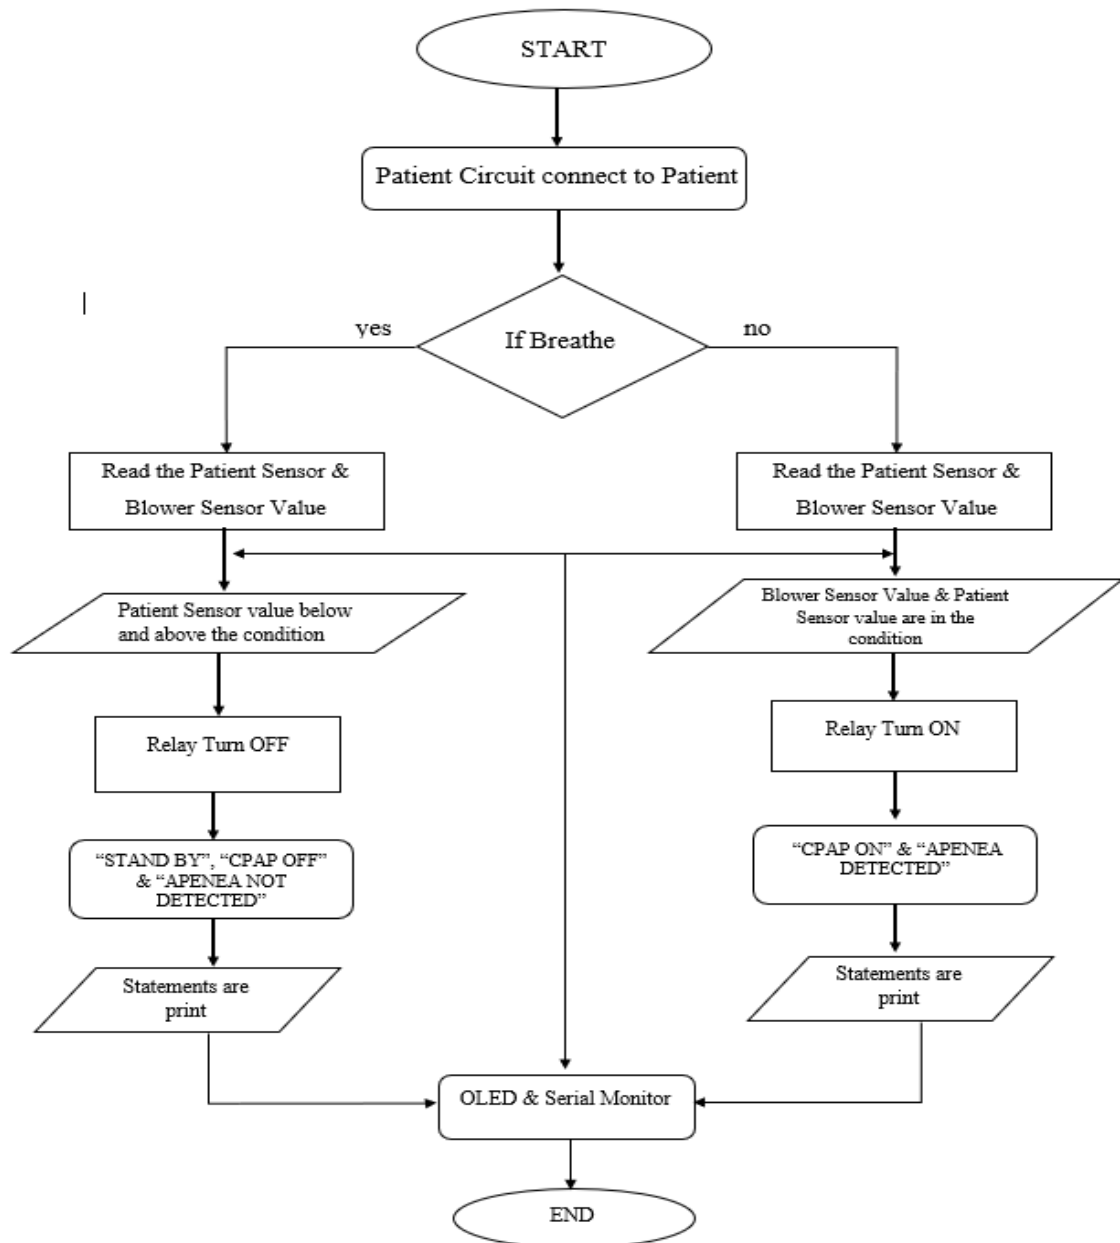 START
Patient Circuit connect to Patient
If Breathe
yes
no
Read the Patient Sensor &
Blower Sensor Value
Read the Patient Sensor &
Blower Sensor Value
Patient Sensor value below
and above the condition
Blower Sensor Value & Patient
Sensor value are in the
condition
Relay Turn OFF
Relay Turn ON
“STAND BY”, “CPAP OFF”
& “APENEA NOT
DETECTED”
“CPAP ON” & “APENEA
DETECTED”
Statements are
print
Statements are
print
OLED & Serial Monitor
END